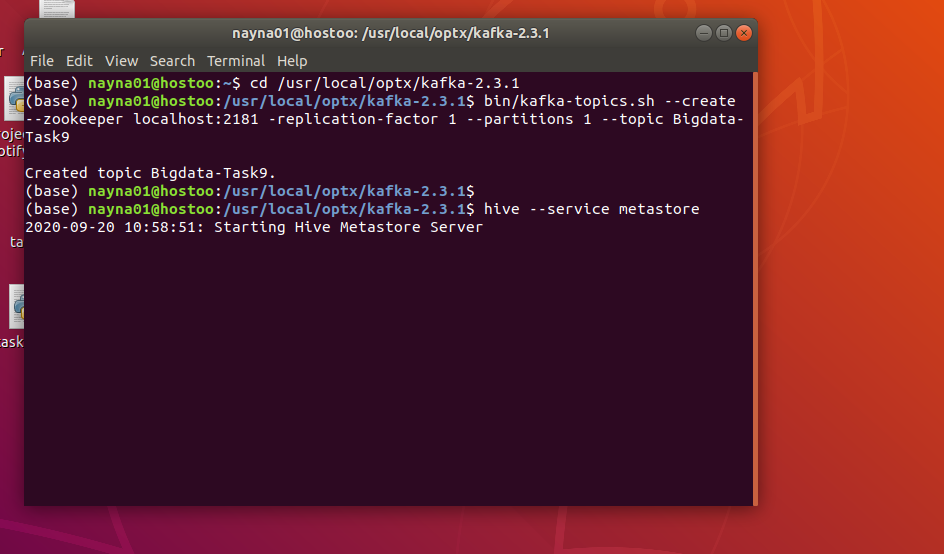 nayna01@hostoo: /usr/local/optx/kafka-2.3.1
File Edit View Search Terminal Help
(base) nayna01@hostoo:~$ cd /usr/local/optx/kafka-2.3.1
(base) nayna01@hostoo:/usr/local/optx/kafka-2.3.1$ bin/kafka-topics.sh --create
--zookeeper localhost:2181 -replication-factor 1 --partitions 1 --topic Bigdata-
Task9
Created topic Bigdata-Task9.
(base) nayna01@hostoo:/usr/local/optx/kafka-2.3.1$
(base) nayna01@hostoo:/usr/local/optx/kafka-2.3.1$ hive --service metastore
2020-09-20 10:58:51: Starting Hive Metastore Server
ta
task